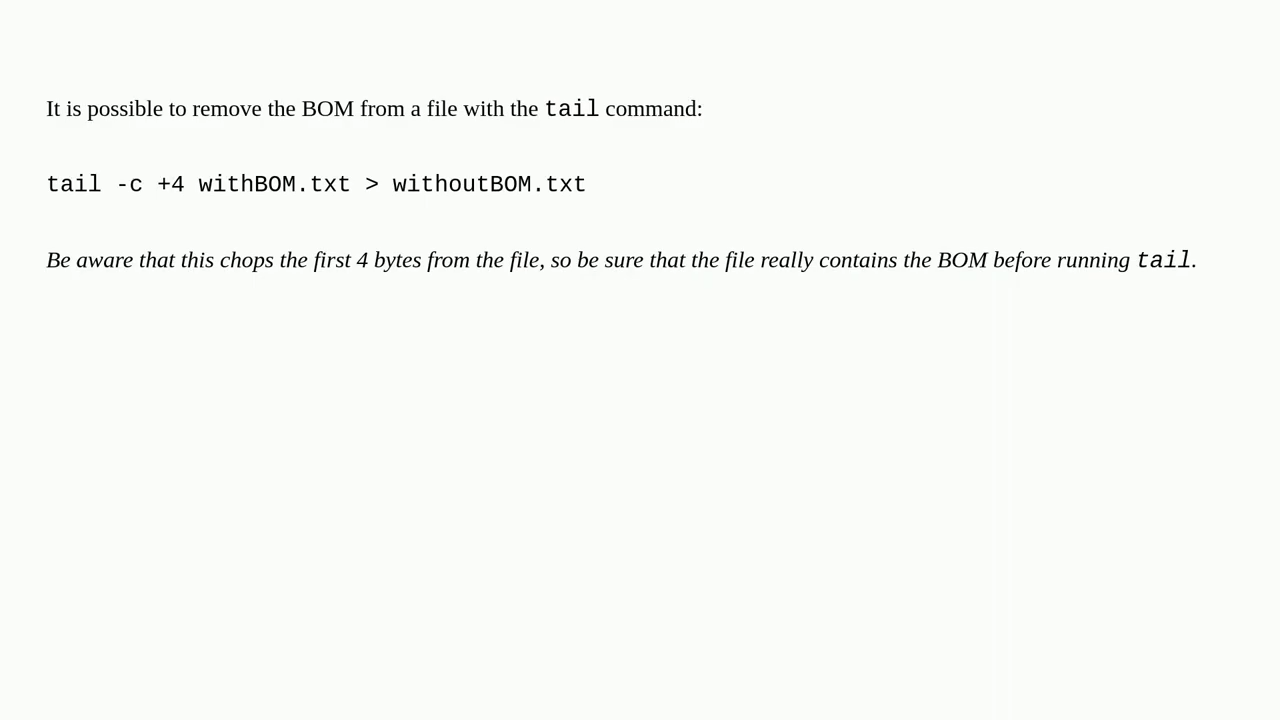 It is possible to remove the BOM from a file with the tail command:
tail -c +4 withBOM.txt > withoutBOM.txt
Be aware that this chops the first 4 bytes from the file, so be sure that the file really contains the BOM before running tail.